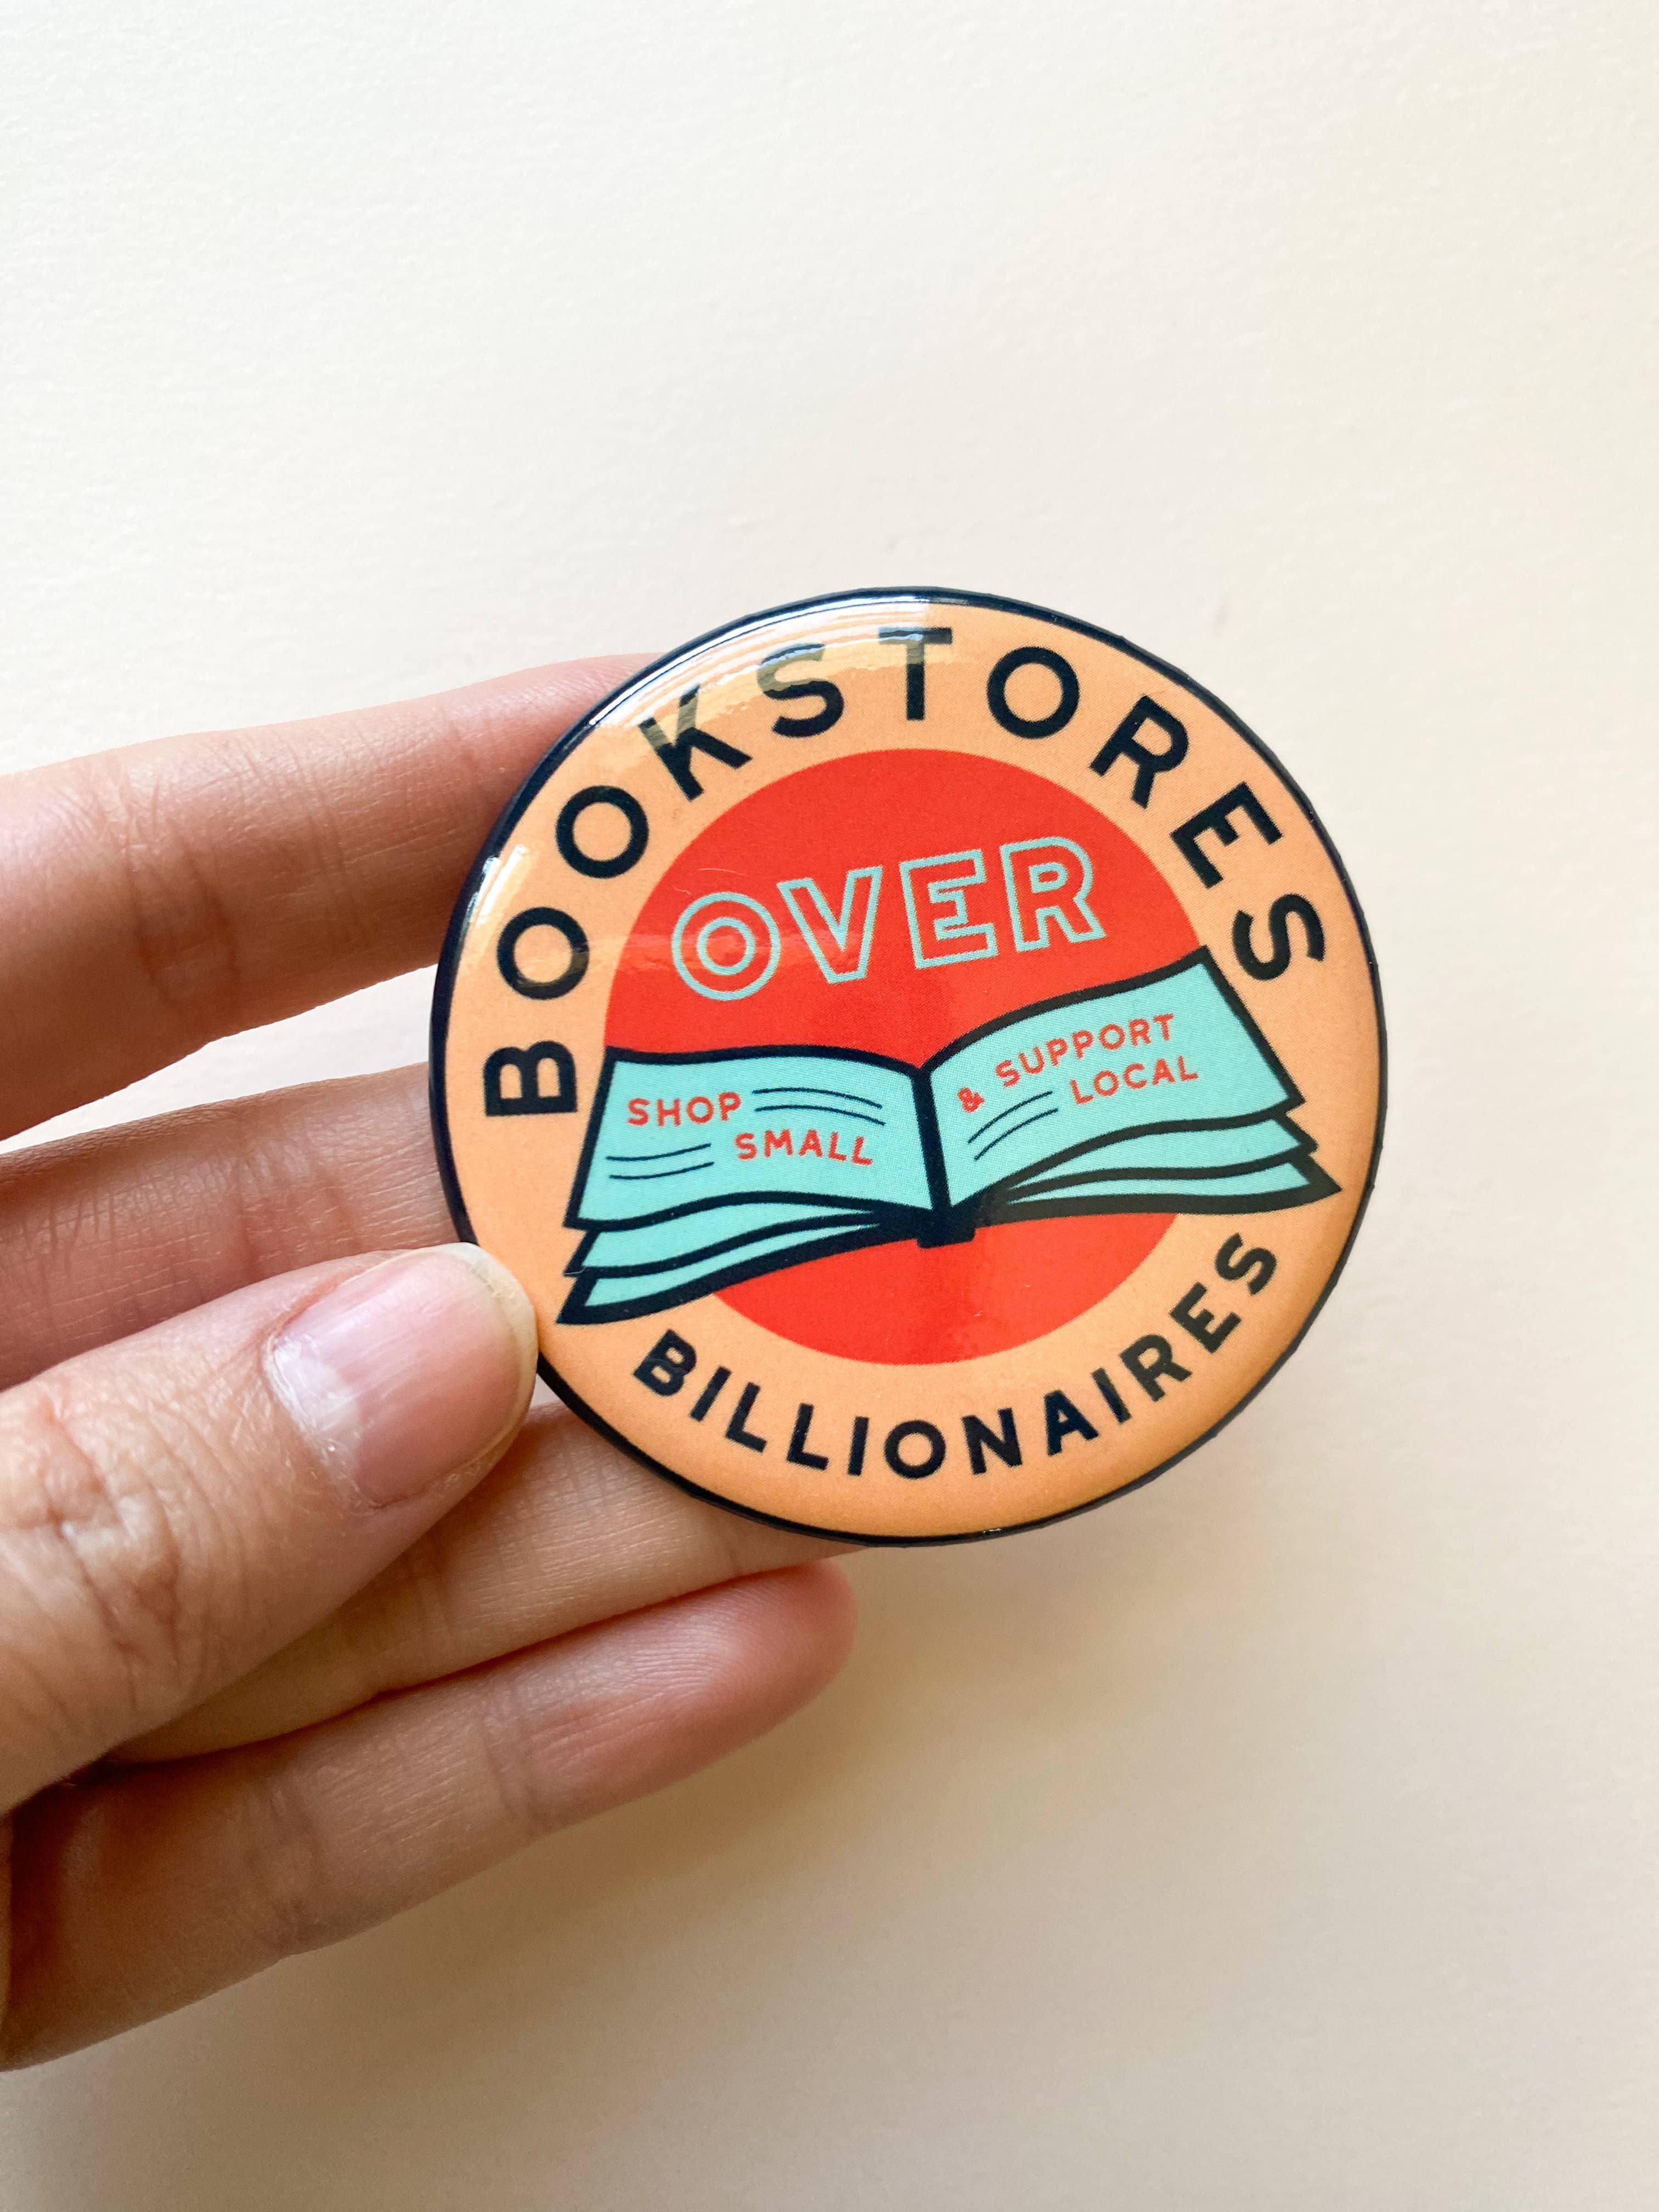 BOOKSTORES
OVER
SHOP
SMALL
& SUPPORT
LOCAL
BILLIONAIRES